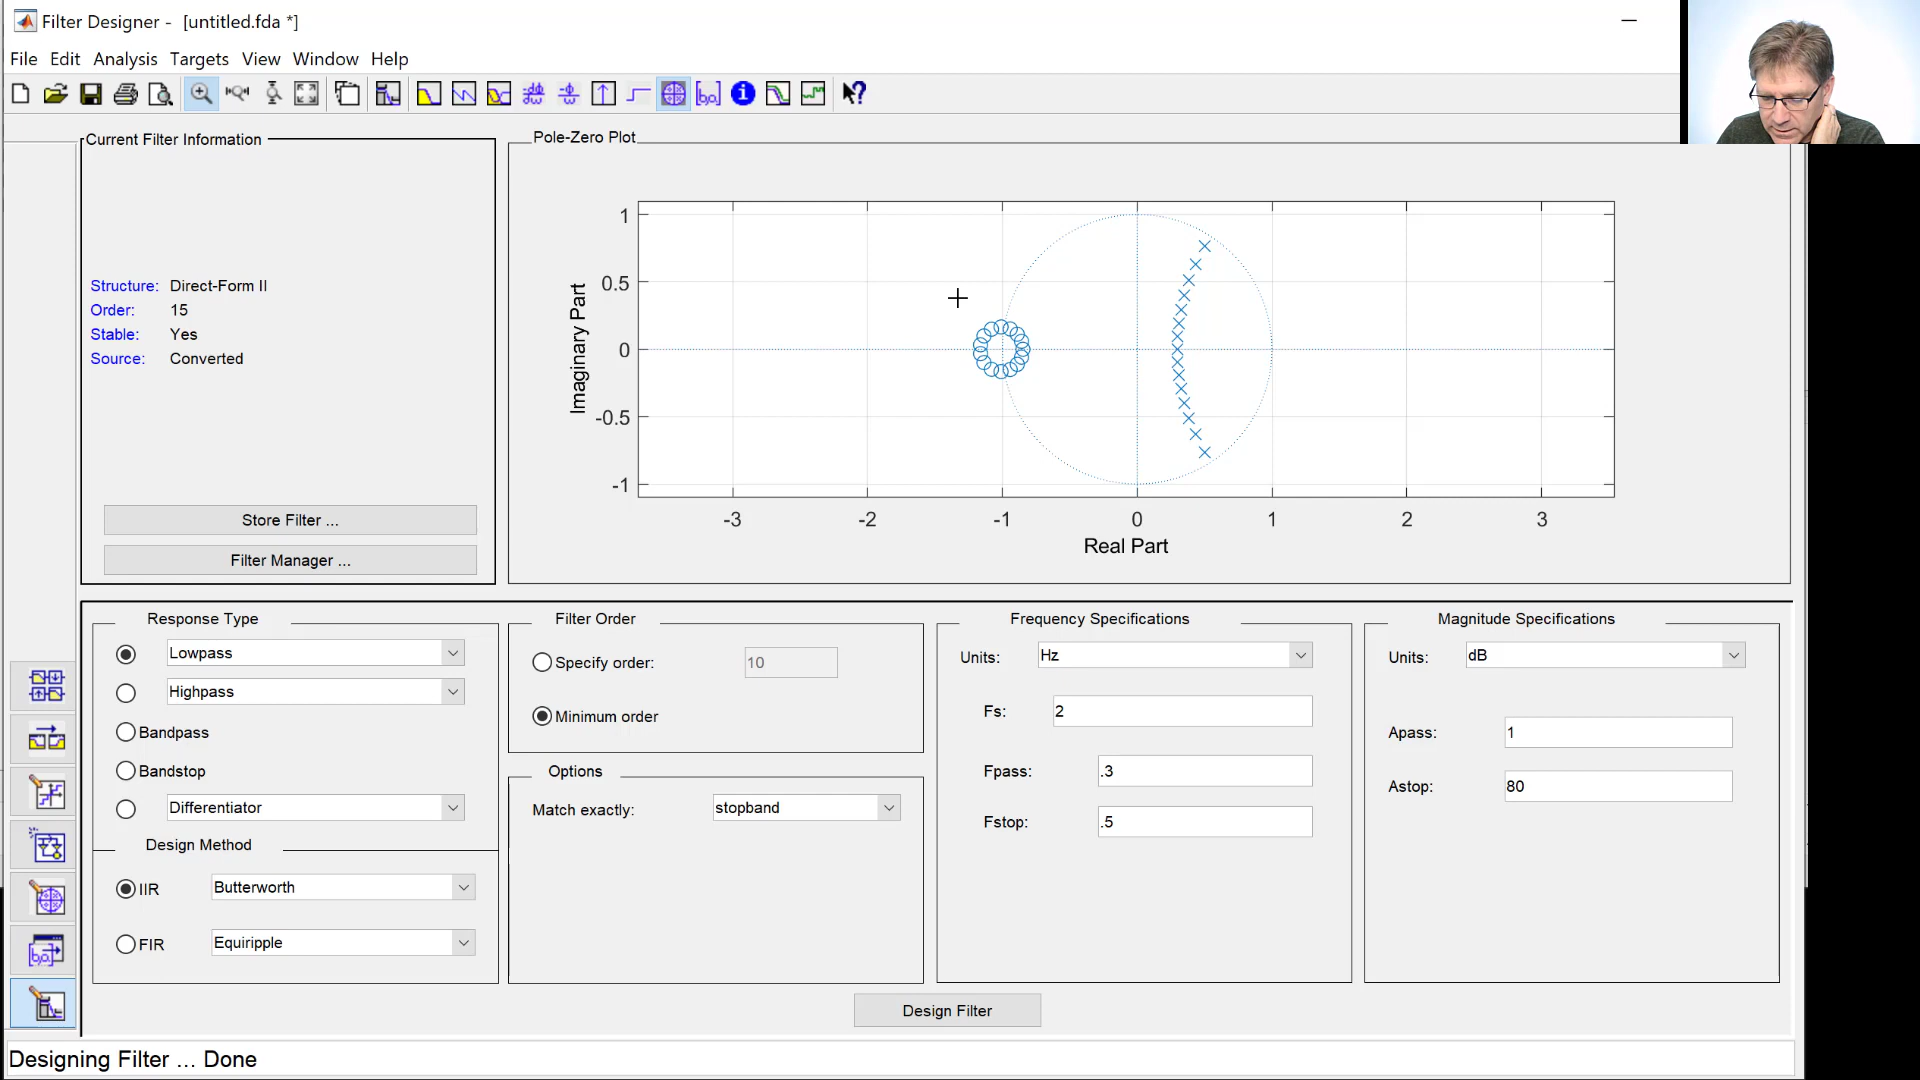 Filter Designer - [untitled.fda *]
File Edit Analysis Targets View Window Help
Current Filter Information
Structure: Direct-Form II
Order: 15
Stable: Yes
Source: Converted
Store Filter ...
Filter Manager ...
Pole-Zero Plot
Imaginary Part
1
0.5
0
-0.5
-1
-3 -2 -1 0 1 2 3
Real Part
Response Type
Lowpass
Highpass
Bandpass
Bandstop
Differentiator
Design Method
IIR Butterworth
FIR Equiripple
Filter Order
Specify order: 10
Minimum order
Options
Match exactly: stopband
Frequency Specifications
Units: Hz
Fs: 2
Fpass: .3
Fstop: .5
Magnitude Specifications
Units: dB
Apass: 1
Astop: 80
Design Filter
Designing Filter ... Done